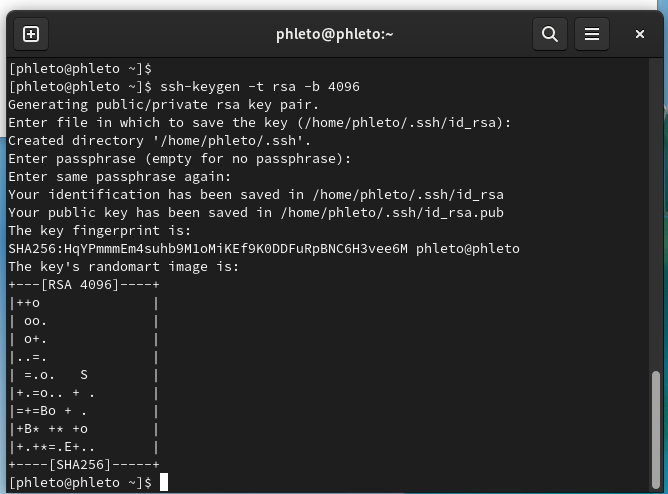 phleto@phleto:~
[phleto@phleto ~]$
[phleto@phleto ~]$ ssh-keygen -t rsa -b 4096
Generating public/private rsa key pair.
Enter file in which to save the key (/home/phleto/.ssh/id_rsa):
Created directory '/home/phleto/.ssh'.
Enter passphrase (empty for no passphrase):
Enter same passphrase again:
Your identification has been saved in /home/phleto/.ssh/id_rsa
Your public key has been saved in /home/phleto/.ssh/id_rsa.pub
The key fingerprint is:
SHA256:HqYPmmmEm4suhb9M1oMiKEf9K0DDFuRpBNC6H3vee6M phleto@phleto
The key's randomart image is:
+---[RSA 4096]----+
|++o              |
| oo.             |
| o+.             |
|..=.             |
| =.o.   S        |
|+.=o.. + .       |
|=+=Bo + .        |
|+B* +* +o        |
|+.+*=.E+..       |
+----[SHA256]-----+
[phleto@phleto ~]$